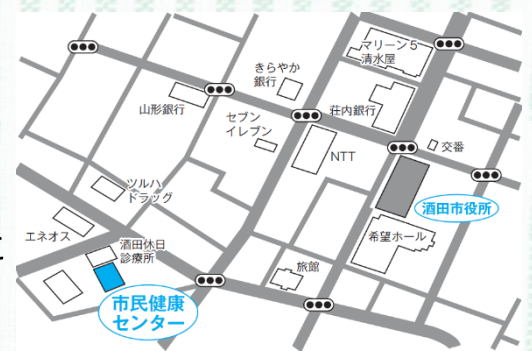 マリーン5
清水屋
きらやか
銀行
山形銀行
荘内銀行
セブン
イレブン
交番
NTT
ツルハ
ドラッグ
酒田市役所
エネオス
酒田休日
診療所
希望ホール
旅館
市民健康
センター